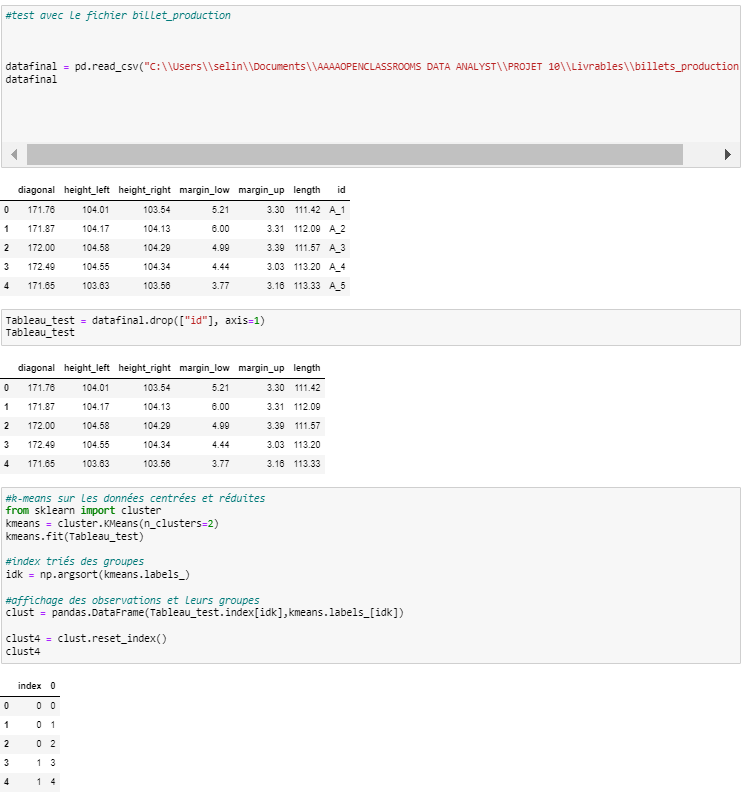 #test avec le fichier billet_production
datafinal = pd.read_csv("C:\\Users\\selin\\Documents\\AAAAOPENCLASSROOMS DATA ANALYST\\PROJET 10\\Livrables\\billets_production
datafinal
diagonal height_left height_right margin_low margin_up length id
0 171.76 104.01 103.54 5.21 3.30 111.42 A_1
1 171.87 104.17 104.13 6.00 3.31 112.09 A_2
2 172.00 104.58 104.29 4.99 3.39 111.57 A_3
3 172.49 104.55 104.34 4.44 3.03 113.20 A_4
4 171.65 103.63 103.56 3.77 3.16 113.33 A_5
Tableau_test = datafinal.drop(["id"], axis=1)
Tableau_test
diagonal height_left height_right margin_low margin_up length
0 171.76 104.01 103.54 5.21 3.30 111.42
1 171.87 104.17 104.13 6.00 3.31 112.09
2 172.00 104.58 104.29 4.99 3.39 111.57
3 172.49 104.55 104.34 4.44 3.03 113.20
4 171.65 103.63 103.56 3.77 3.16 113.33
#k-means sur les données centrées et réduites
from sklearn import cluster
kmeans = cluster.KMeans(n_clusters=2)
kmeans.fit(Tableau_test)
#index triés des groupes
idk = np.argsort(kmeans.labels_)
#affichage des observations et leurs groupes
clust = pandas.DataFrame(Tableau_test.index[idk],kmeans.labels_[idk])
clust4 = clust.reset_index()
clust4
index 0
0 0 0
1 0 1
2 0 2
3 1 3
4 1 4